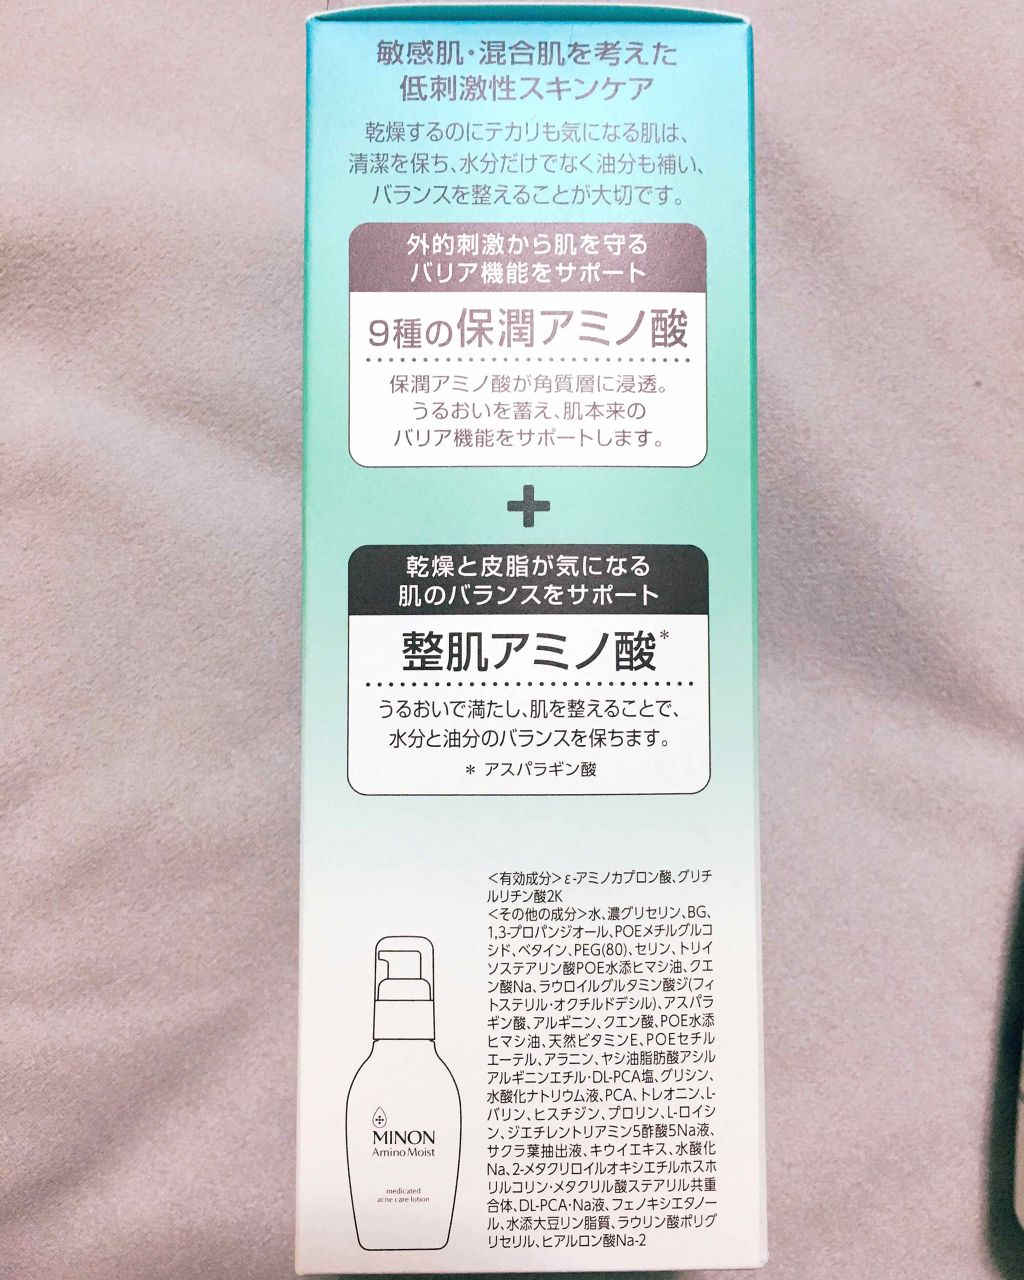 敏感肌・混合肌を考えた
低刺激性スキンケア
乾燥するのにテカリも気になる肌は、
清潔を保ち、水分だけでなく油分も補い、
バランスを整えることが大切です。
外的刺激から肌を守る
バリア機能をサポート
9種の保潤アミノ酸
保潤アミノ酸が角質層に浸透。
うるおいを蓄え、肌本来の
バリア機能をサポートします。
+
乾燥と皮脂が気になる
肌のバランスをサポート
整肌アミノ酸*
うるおいで満たし、肌を整えることで、
水分と油分のバランスを保ちます。
* アスパラギン酸
<有効成分>ε-アミノカプロン酸、グリチ
ルリチン酸2K
<その他の成分>水、濃グリセリン、BG、
1,3-プロパンジオール、POEメチルグルコ
シド、ベタイン、PEG(80)、セリン、トリイ
ソステアリン酸POE水添ヒマシ油、クエ
ン酸Na、ラウロイルグルタミン酸ジ(フィ
トステリル・オクチルドデシル)、アスパラ
ギン酸、アルギニン、クエン酸、POE水添
ヒマシ油、天然ビタミンE、POEセチル
エーテル、アラニン、ヤシ油脂肪酸アシル
アルギニンエチル・DL-PCA塩、グリシン、
水酸化ナトリウム液、PCA、トレオニン、L-
バリン、ヒスチジン、プロリン、L-ロイシ
ン、ジエチレントリアミン5酢酸5Na液、
サクラ葉抽出液、キウイエキス、水酸化
Na、2-メタクリロイルオキシエチルホスホ
リルコリン・メタクリル酸ステアリル共重
合体、DL-PCA・Na液、フェノキシエタノー
ル、水添大豆リン脂質、ラウリン酸ポリグ
リセリル、ヒアルロン酸Na-2
MINON
Amino Moist
medicated
acne care lotion